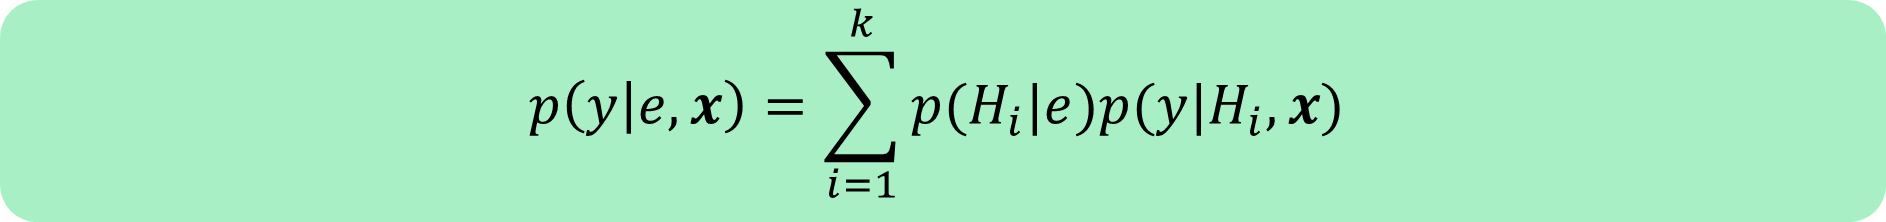 p(y|e, x) = ∑_{i=1}^{k} p(H_i|e)p(y|H_i, x)